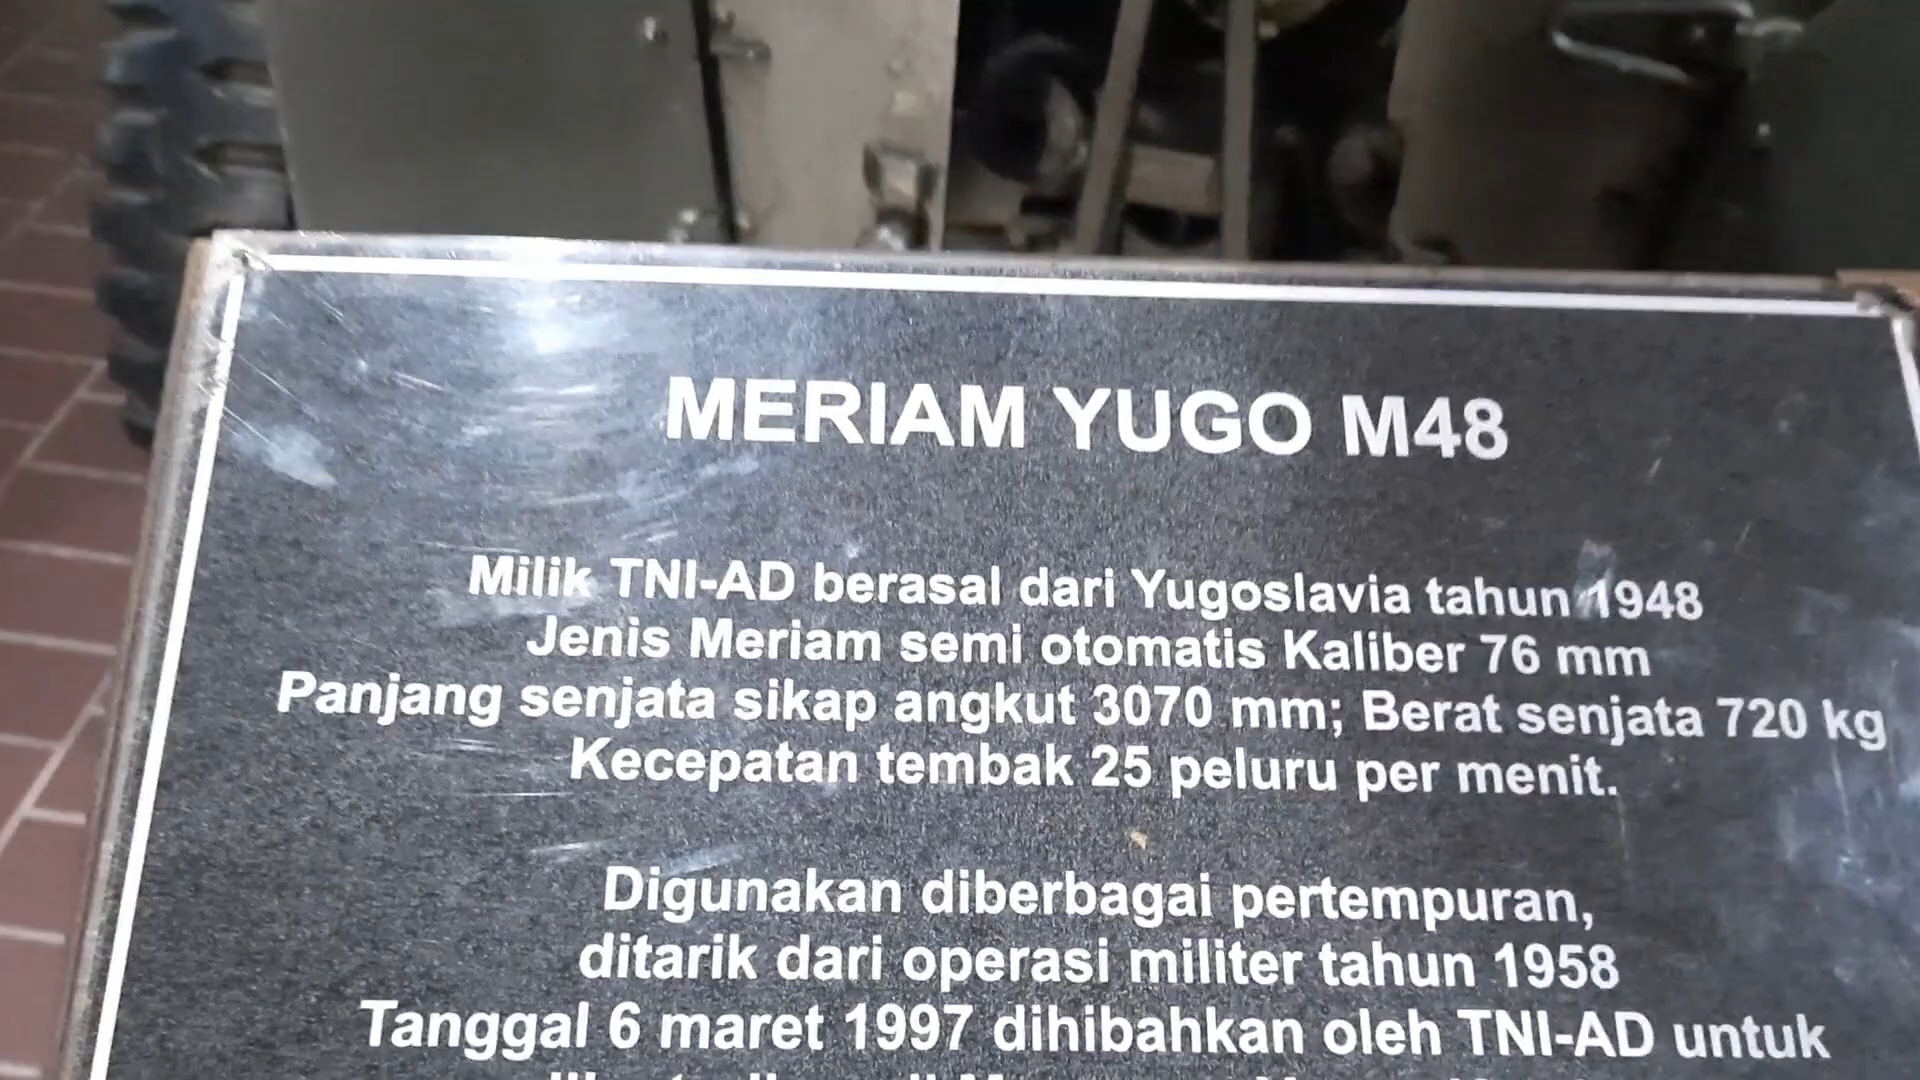 MERIAM YUGO M48
Milik TNI-AD berasal dari Yugoslavia tahun 1948
Jenis Meriam semi otomatis Kaliber 76 mm
Panjang senjata sikap angkut 3070 mm; Berat senjata 720 kg
Kecepatan tembak 25 peluru per menit.
Digunakan diberbagai pertempuran,
ditarik dari operasi militer tahun 1958
Tanggal 6 maret 1997 dihibahkan oleh TNI-AD untuk